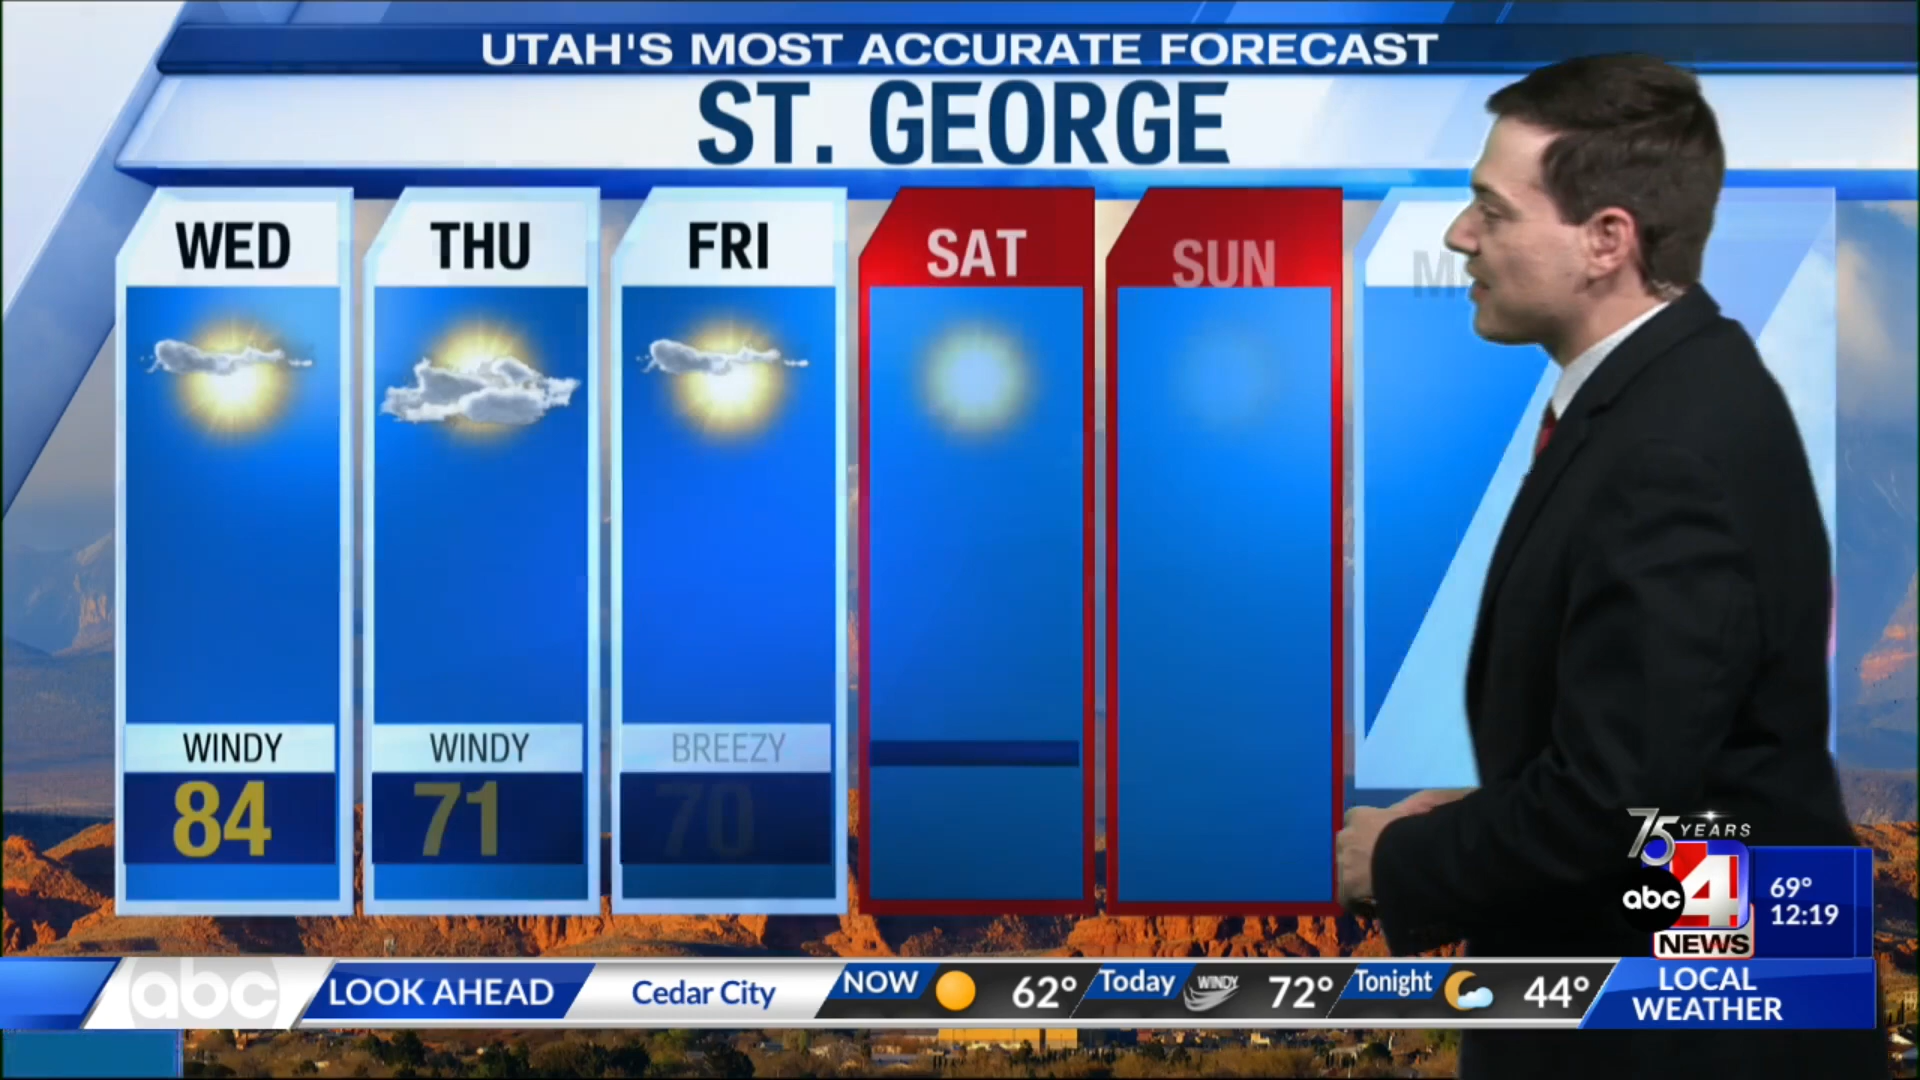 UTAH'S MOST ACCURATE FORECAST
ST. GEORGE
WED
THU
FRI
SAT
SUN
WINDY
WINDY
BREEZY
84
71
70
75 YEARS
abc 4
NEWS
69°
12:19
abc
LOOK AHEAD
Cedar City
NOW
62°
Today
WINDY
72°
Tonight
44°
LOCAL
WEATHER